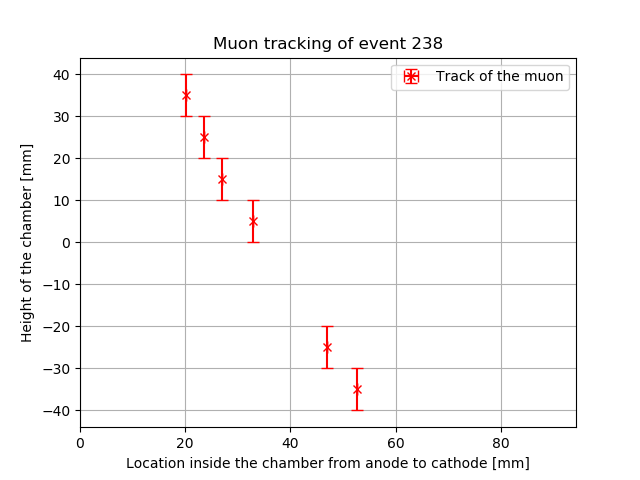 Muon tracking of event 238
Track of the muon
Height of the chamber [mm]
40
30
20
10
0
−10
−20
−30
−40
0 20 40 60 80
Location inside the chamber from anode to cathode [mm]